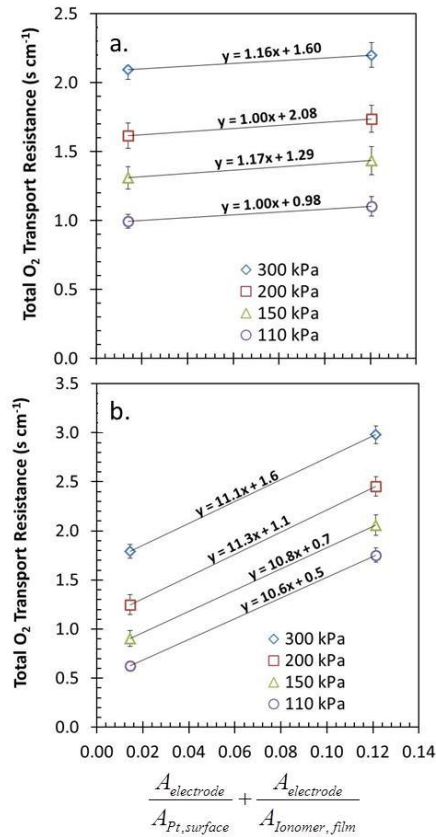 a.
Total O₂ Transport Resistance (s cm⁻¹)
2.5
2.0
1.5
1.0
0.5
0.0
y = 1.16x + 1.60
y = 1.00x + 2.08
y = 1.17x + 1.29
y = 1.00x + 0.98
300 kPa
200 kPa
150 kPa
110 kPa
b.
Total O₂ Transport Resistance (s cm⁻¹)
3.5
3.0
2.5
2.0
1.5
1.0
0.5
0.0
y = 11.1x + 1.6
y = 11.3x + 1.1
y = 10.8x + 0.7
y = 10.6x + 0.5
300 kPa
200 kPa
150 kPa
110 kPa
0.00 0.02 0.04 0.06 0.08 0.10 0.12 0.14
A_electrode / A_Pt,surface + A_electrode / A_Ionomer,film